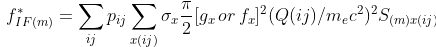 f^*_{IF(m)} = \sum_{ij} p_{ij} \sum_{x(ij)} \sigma_x \frac{\pi}{2} [g_x \, or \, f_x]^2 (Q(ij)/m_e c^2)^2 S_{(m)x(ij)}